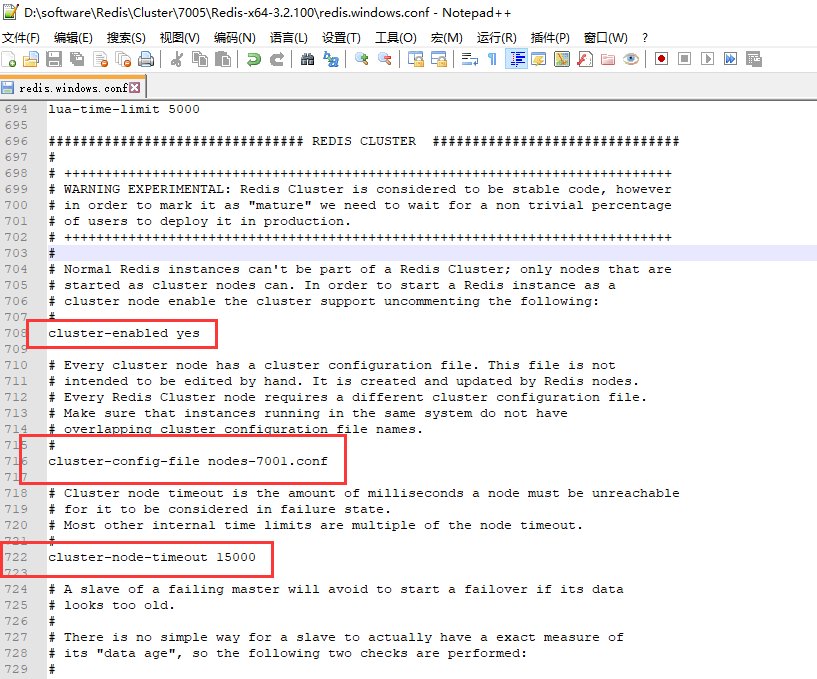 D:\software\Redis\Cluster\7005\Redis-x64-3.2.100\redis.windows.conf - Notepad++
文件(F) 编辑(E) 搜索(S) 视图(V) 编码(N) 语言(L) 设置(T) 工具(O) 宏(M) 运行(R) 插件(P) 窗口(W) ?
redis.windows.conf
694 lua-time-limit 5000
695
696 ################################ REDIS CLUSTER  ###############################
697 #
698 # ++++++++++++++++++++++++++++++++++++++++++++++++++++++++++++++++++++++++++++
699 # WARNING EXPERIMENTAL: Redis Cluster is considered to be stable code, however
700 # in order to mark it as "mature" we need to wait for a non trivial percentage
701 # of users to deploy it in production.
702 # ++++++++++++++++++++++++++++++++++++++++++++++++++++++++++++++++++++++++++++
703 #
704 # Normal Redis instances can't be part of a Redis Cluster; only nodes that are
705 # started as cluster nodes can. In order to start a Redis instance as a
706 # cluster node enable the cluster support uncommenting the following:
707 #
708 cluster-enabled yes
709
710 # Every cluster node has a cluster configuration file. This file is not
711 # intended to be edited by hand. It is created and updated by Redis nodes.
712 # Every Redis Cluster node requires a different cluster configuration file.
713 # Make sure that instances running in the same system do not have
714 # overlapping cluster configuration file names.
715 #
716 cluster-config-file nodes-7001.conf
717
718 # Cluster node timeout is the amount of milliseconds a node must be unreachable
719 # for it to be considered in failure state.
720 # Most other internal time limits are multiple of the node timeout.
721 #
722 cluster-node-timeout 15000
723
724 # A slave of a failing master will avoid to start a failover if its data
725 # looks too old.
726 #
727 # There is no simple way for a slave to actually have a exact measure of
728 # its "data age", so the following two checks are performed:
729 #